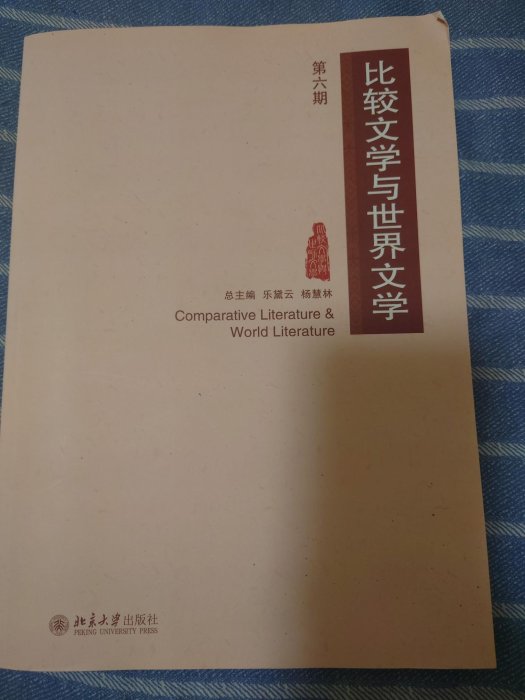 比较文学与世界文学
第六期
总主编 乐黛云 杨慧林
Comparative Literature &
World Literature
北京大学出版社
PEKING UNIVERSITY PRESS